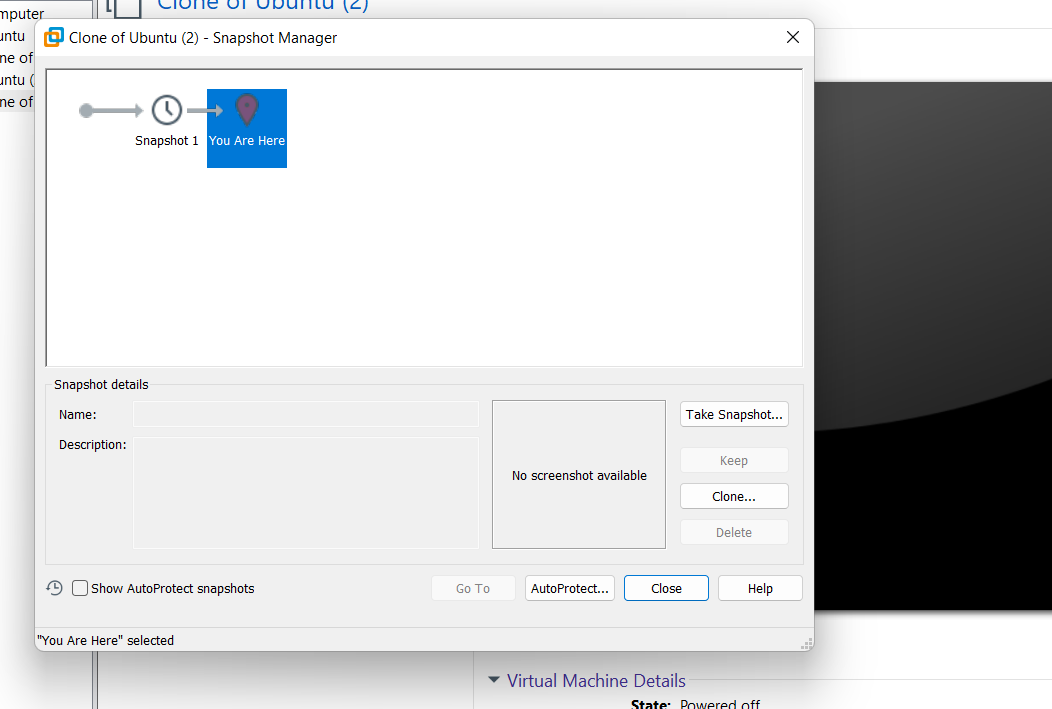 mputer
Clone of Ubuntu (2)
untu
ne of
untu (
ne of
Clone of Ubuntu (2) - Snapshot Manager
Snapshot 1
You Are Here
Snapshot details
Name:
Description:
No screenshot available
Take Snapshot...
Keep
Clone...
Delete
Show AutoProtect snapshots
Go To
AutoProtect...
Close
Help
"You Are Here" selected
Virtual Machine Details
State: Powered off